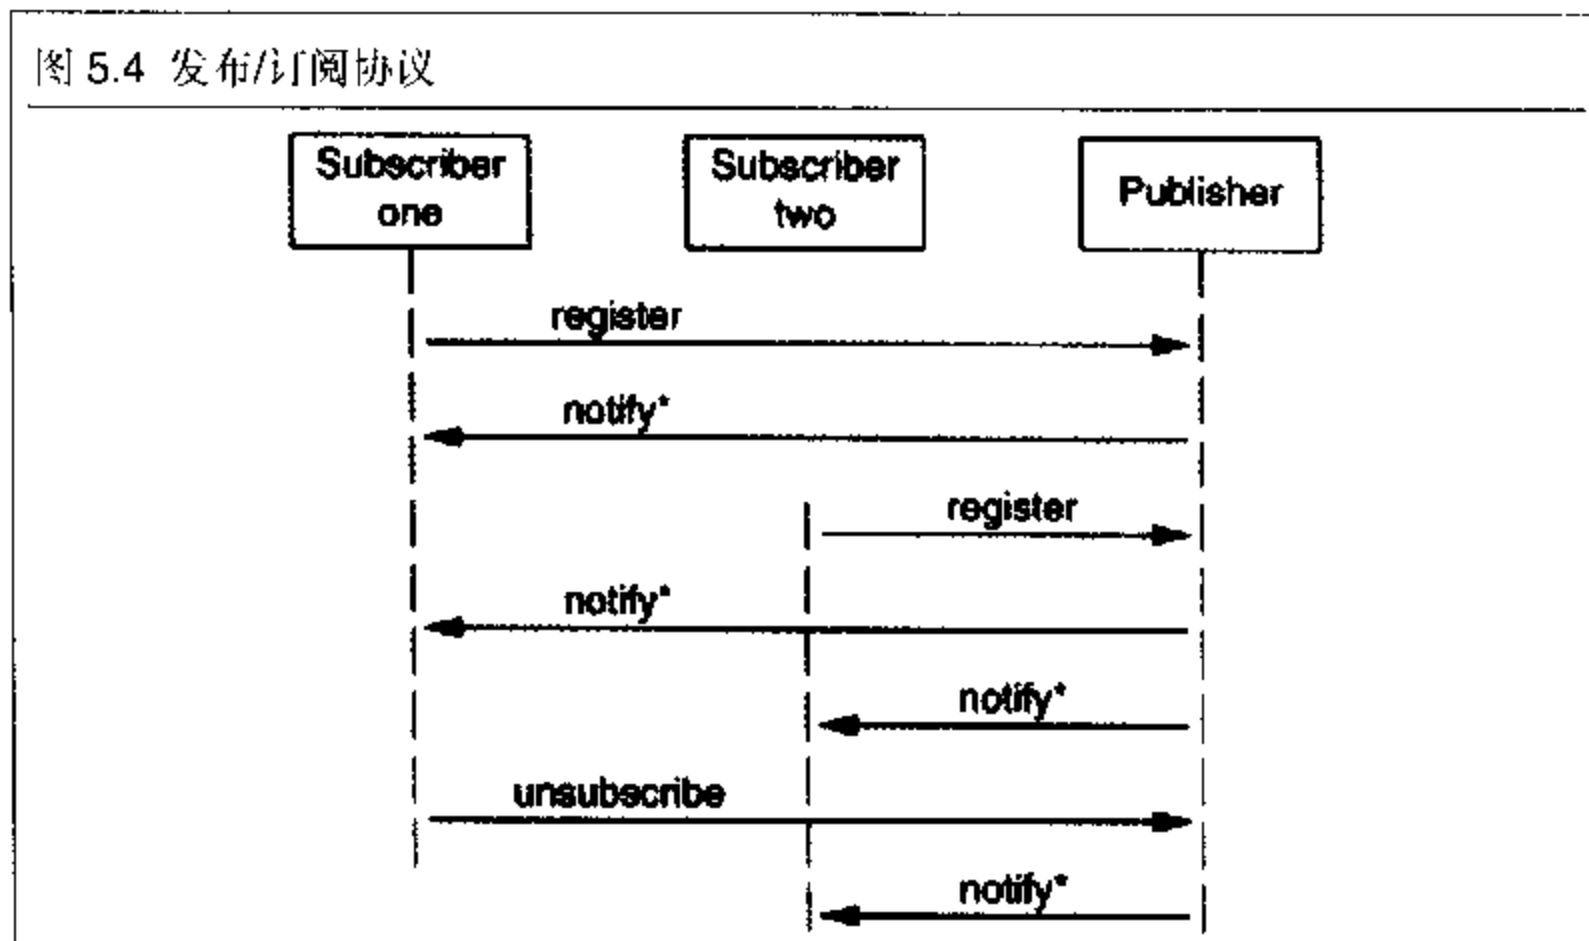 图 5.4 发布/订阅协议
Subscriber
one
Subscriber
two
Publisher
register
notify*
register
notify*
notify*
unsubscribe
notify*